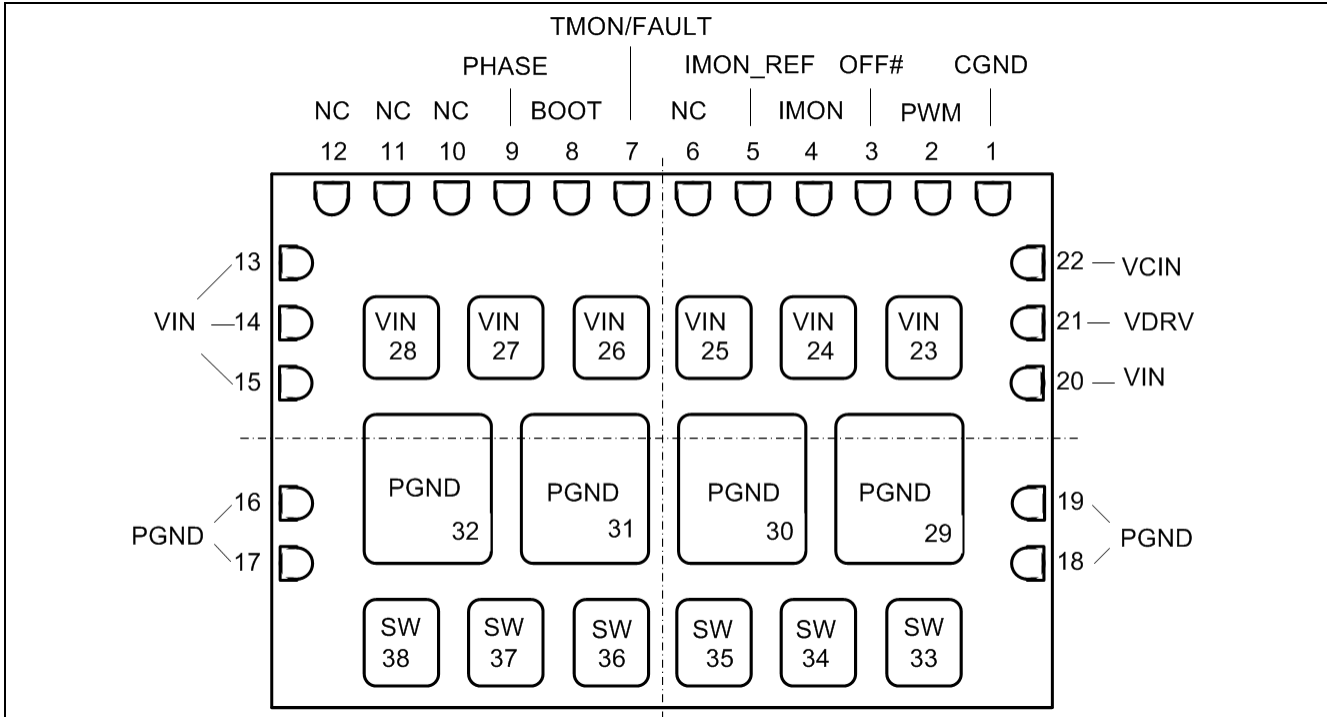 TMON/FAULT
PHASE IMON_REF OFF# CGND
NC NC NC BOOT NC IMON PWM
12 11 10 9 8 7 6 5 4 3 2 1
13 22 VCIN
VIN 14 21 VDRV
15 20 VIN
VIN VIN VIN VIN VIN VIN
28 27 26 25 24 23
16 19
PGND PGND PGND PGND
32 31 30 29
PGND PGND
17 18
SW SW SW SW SW SW
38 37 36 35 34 33